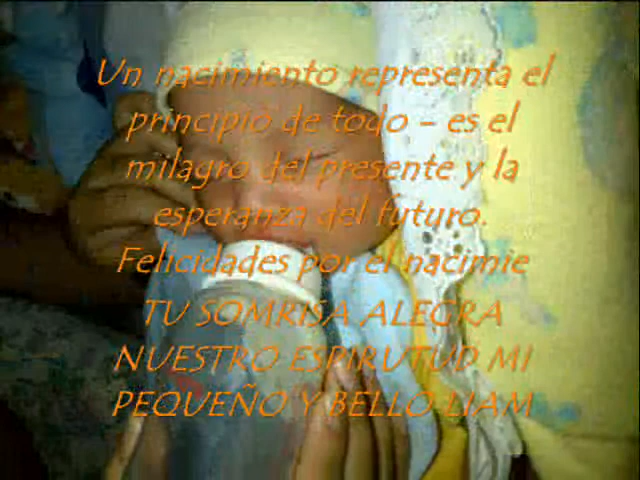 Un nacimiento representa el
principio de todo – es el
milagro del presente y la
esperanza del futuro.
Felicidades por el nacimie
TU SOMRISA ALEGRA
NUESTRO ESPIRUTUD MI
PEQUEÑO Y BELLO LIAM